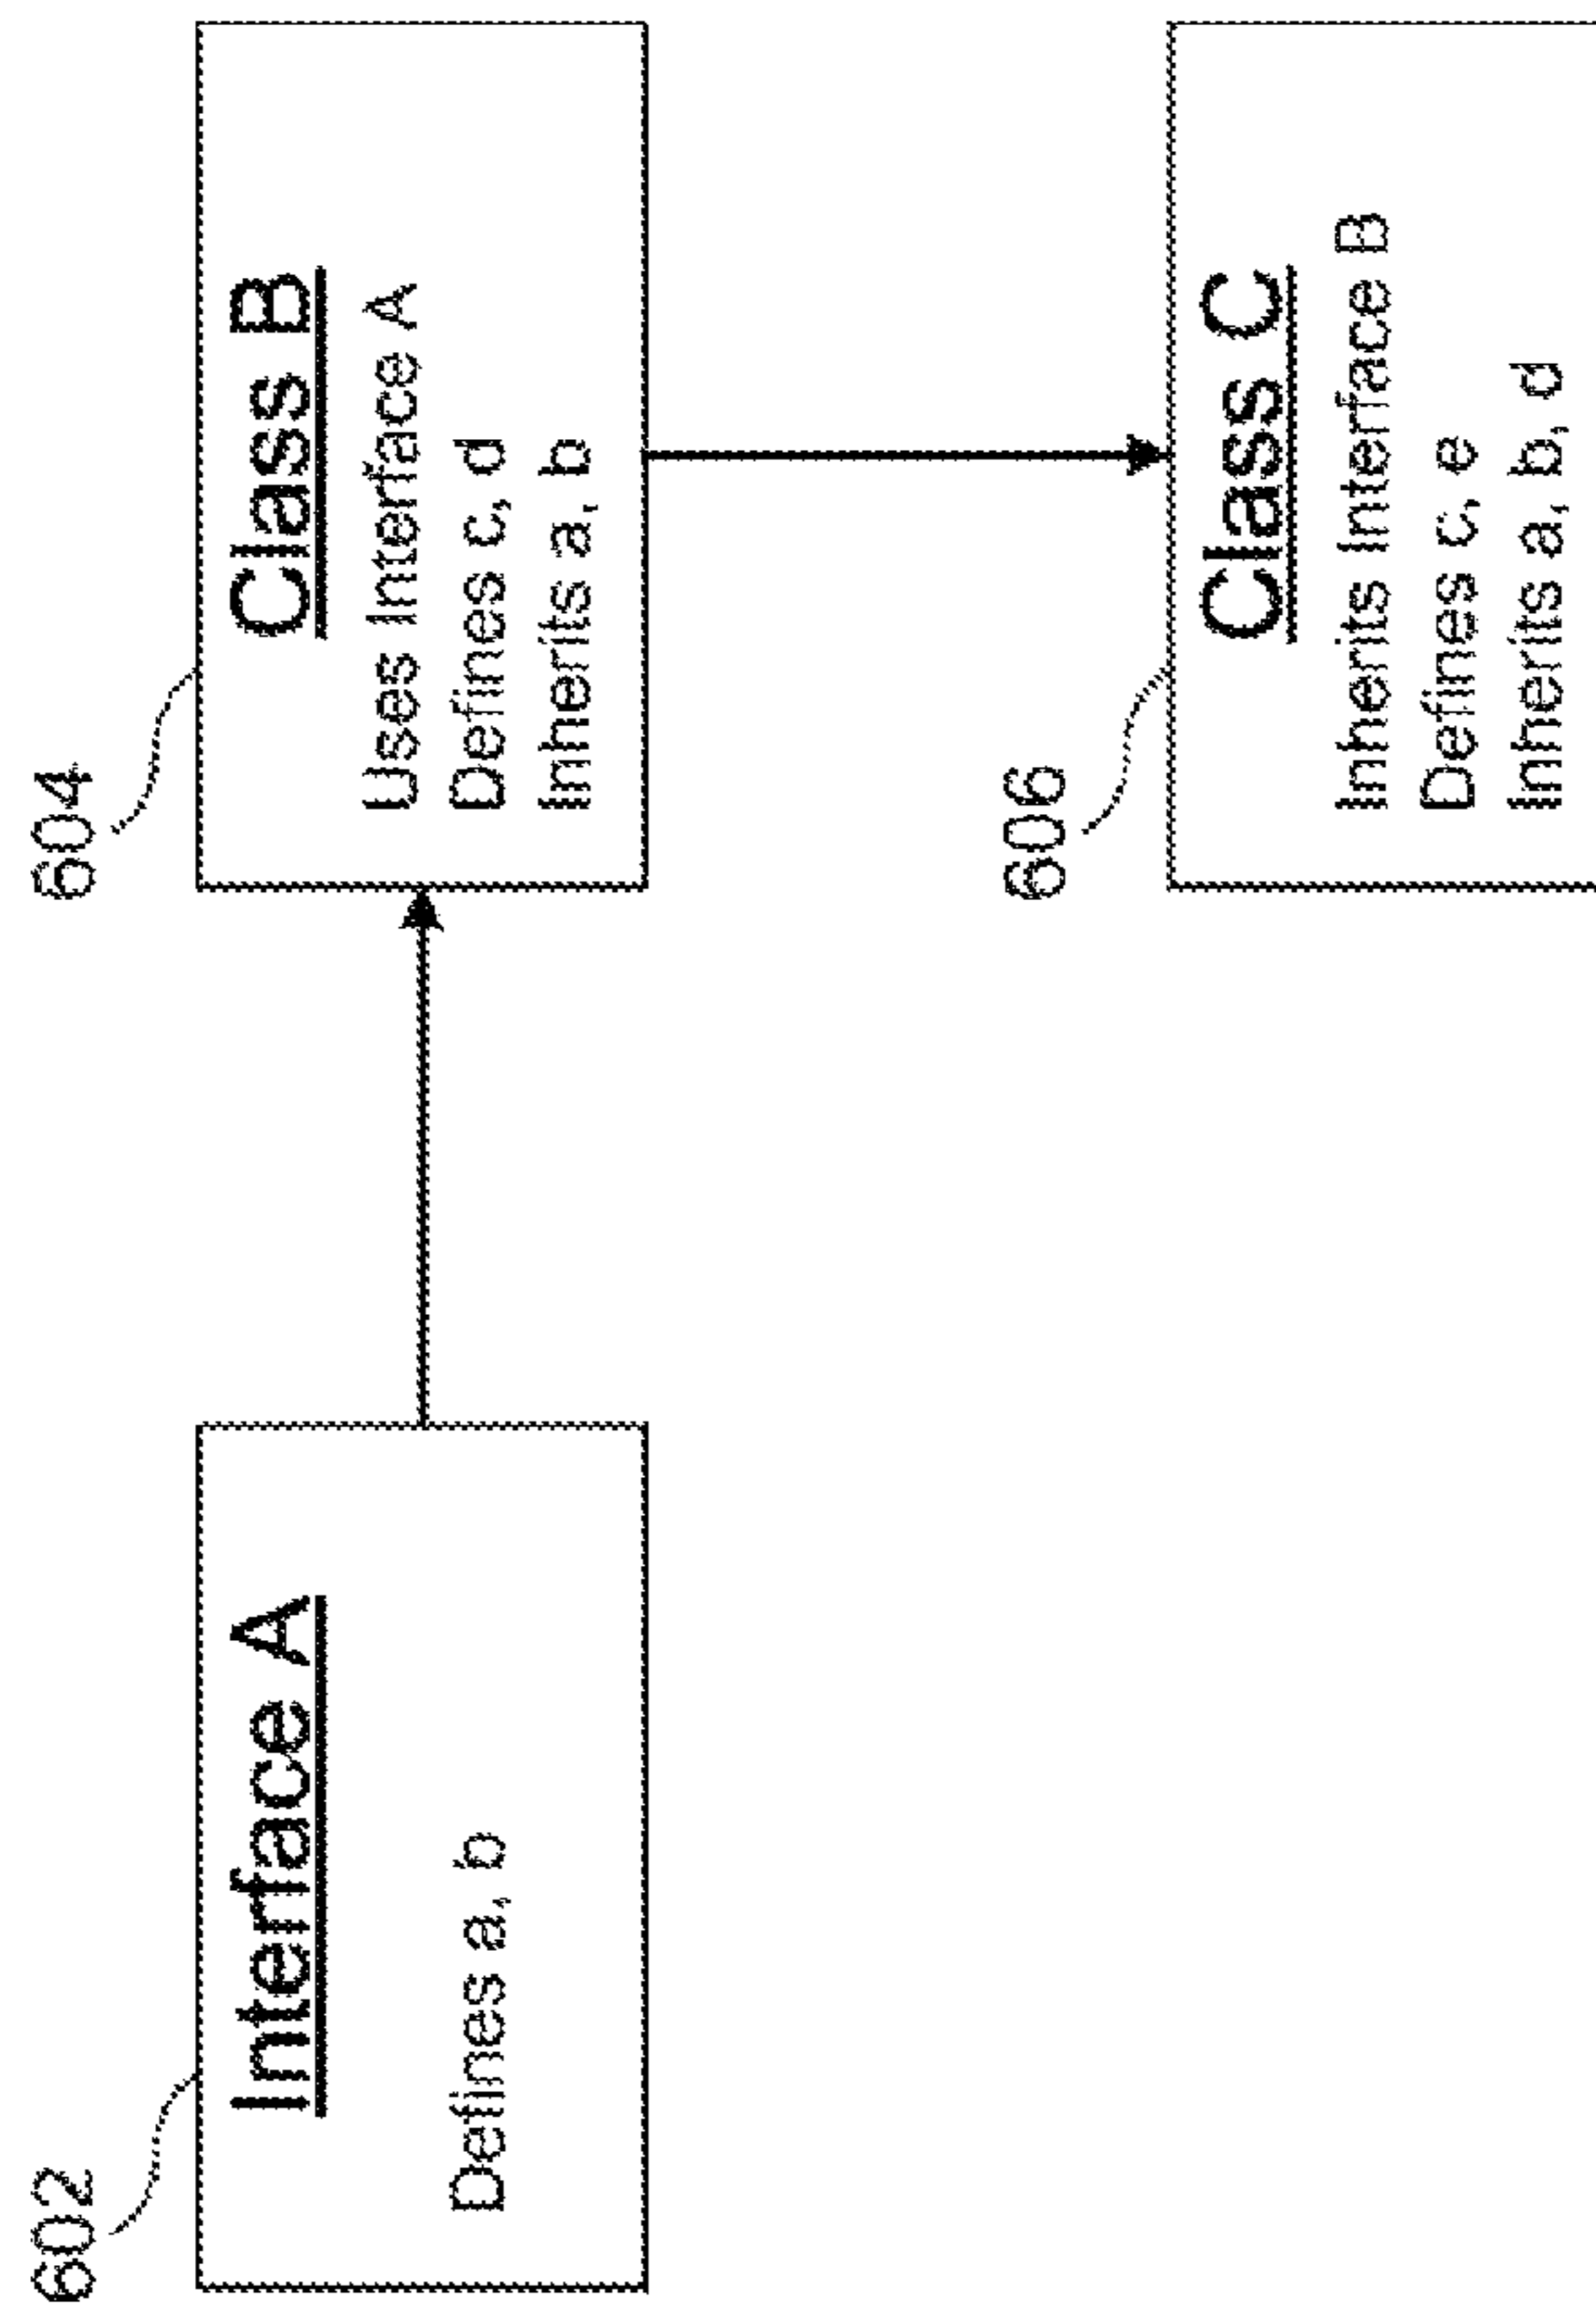 602
Interface A
Defines a, b
604
Class B
Uses Interface A
Defines c, d
Inherits a, b
606
Class C
Inherits Interface B
Defines c, e
Inherits a, b, d